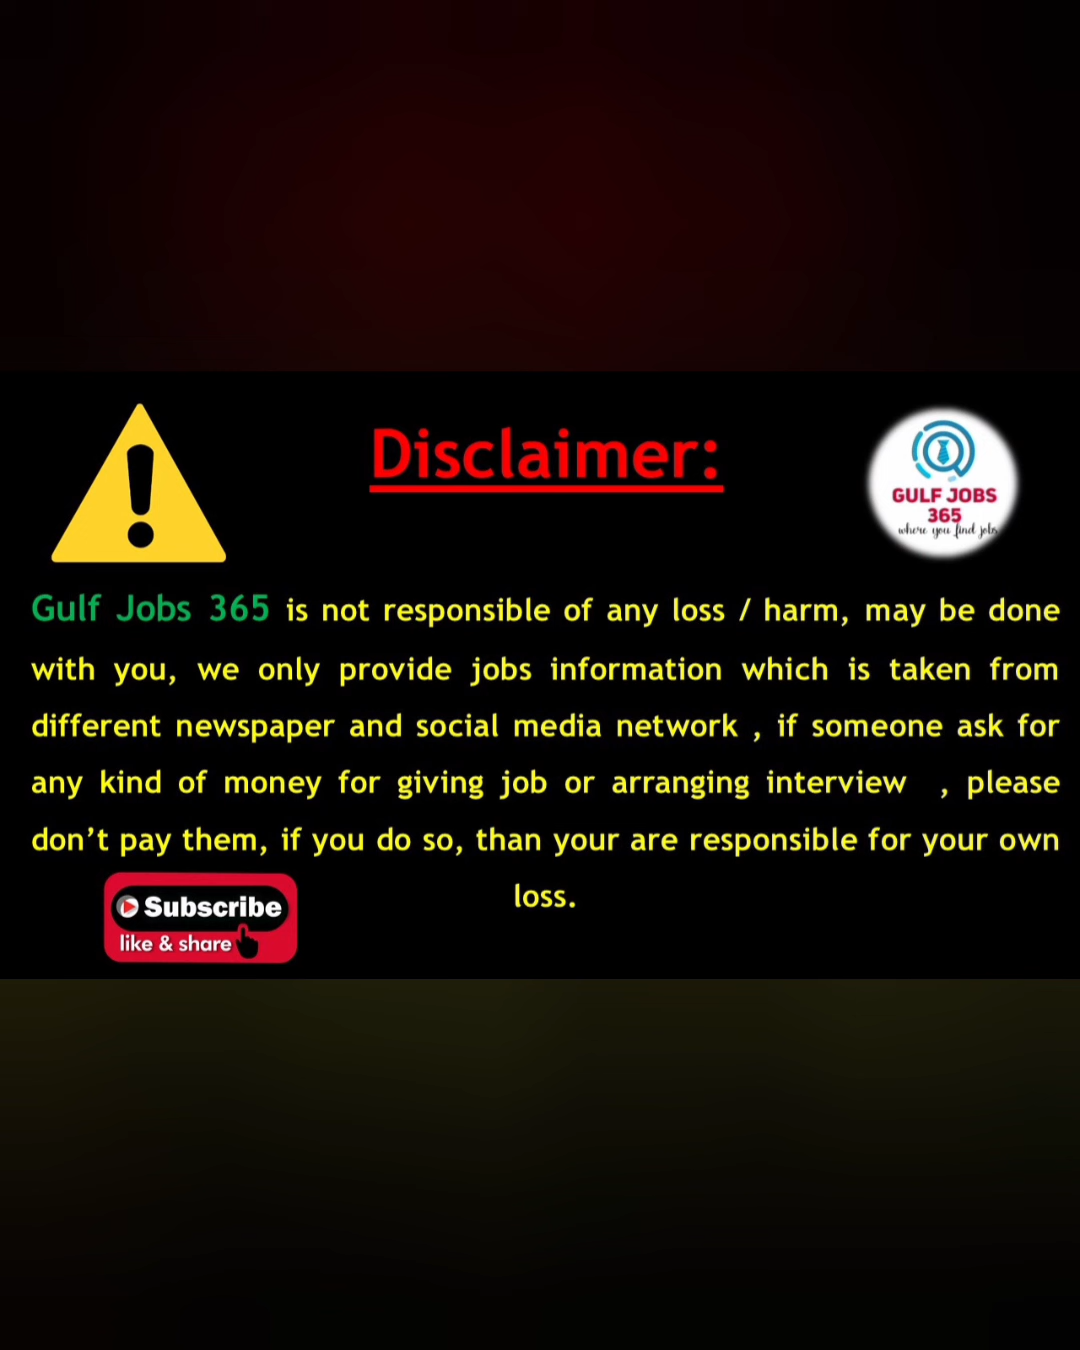 Disclaimer:
GULF JOBS
365
where you find jobs
Gulf Jobs 365 is not responsible of any loss / harm, may be done
with you, we only provide jobs information which is taken from
different newspaper and social media network , if someone ask for
any kind of money for giving job or arranging interview , please
don’t pay them, if you do so, than your are responsible for your own
loss.
Subscribe
like & share